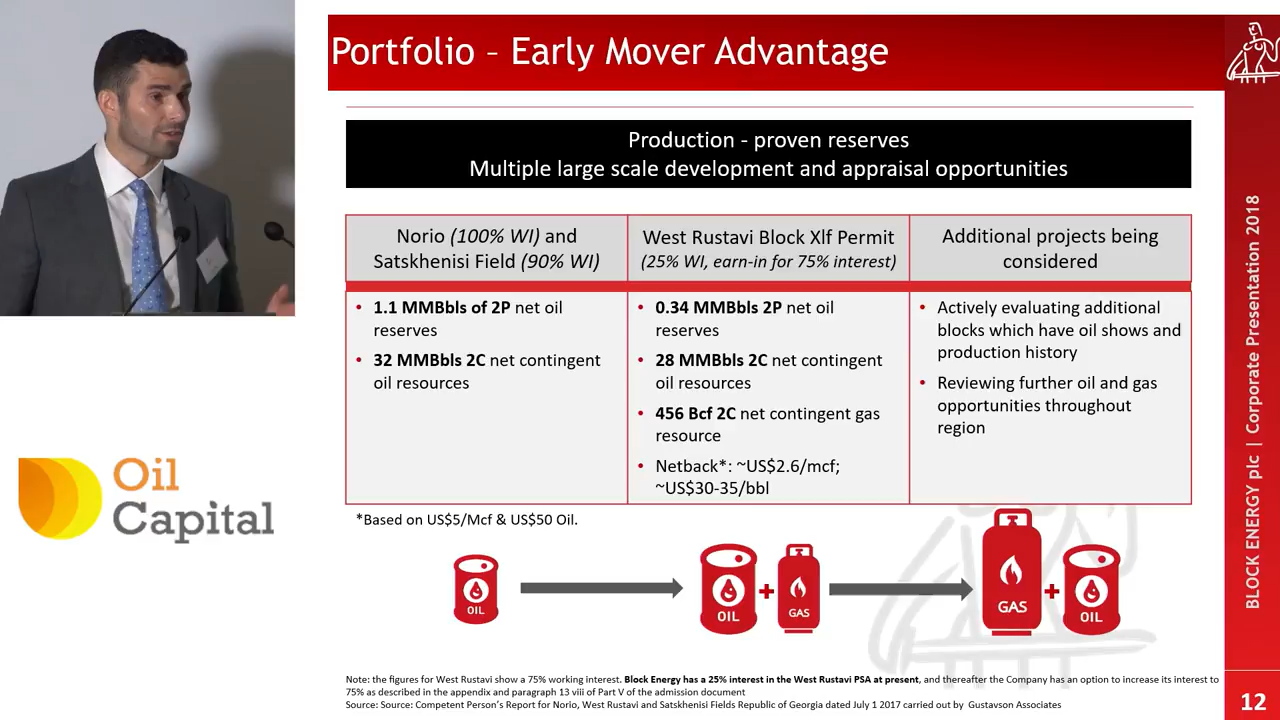 Portfolio – Early Mover Advantage
Production - proven reserves
Multiple large scale development and appraisal opportunities
Norio (100% WI) and
Satskhenisi Field (90% WI)
• 1.1 MMBbls of 2P net oil
reserves
• 32 MMBbls 2C net contingent
oil resources
West Rustavi Block Xlf Permit
(25% WI, earn-in for 75% interest)
• 0.34 MMBbls 2P net oil
reserves
• 28 MMBbls 2C net contingent
oil resources
• 456 Bcf 2C net contingent gas
resource
• Netback*: ~US$2.6/mcf;
~US$30-35/bbl
Additional projects being
considered
• Actively evaluating additional
blocks which have oil shows and
production history
• Reviewing further oil and gas
opportunities throughout
region
*Based on US$5/Mcf & US$50 Oil.
OIL
OIL
+
GAS
GAS
+
OIL
Note: the figures for West Rustavi show a 75% working interest. Block Energy has a 25% interest in the West Rustavi PSA at present, and thereafter the Company has an option to increase its interest to
75% as described in the appendix and paragraph 13 viii of Part V of the admission document
Source: Source: Competent Person's Report for Norio, West Rustavi and Satskhenisi Fields Republic of Georgia dated July 1 2017 carried out by Gustavson Associates
BLOCK ENERGY plc | Corporate Presentation 2018
12
Oil
Capital